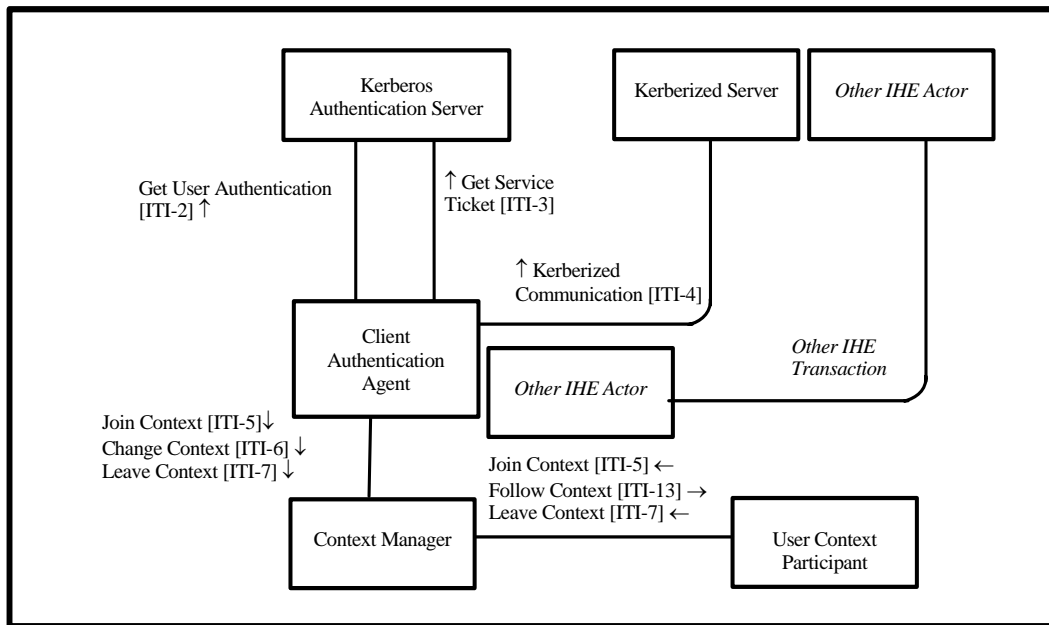 Kerberos
Authentication Server
Kerberized Server
Other IHE Actor
Get User Authentication
[ITI-2] ↑
↑ Get Service
Ticket [ITI-3]
↑ Kerberized
Communication [ITI-4]
Client
Authentication
Agent
Other IHE Actor
Other IHE
Transaction
Join Context [ITI-5]↓
Change Context [ITI-6] ↓
Leave Context [ITI-7] ↓
Join Context [ITI-5] ←
Follow Context [ITI-13] →
Leave Context [ITI-7] ←
Context Manager
User Context
Participant